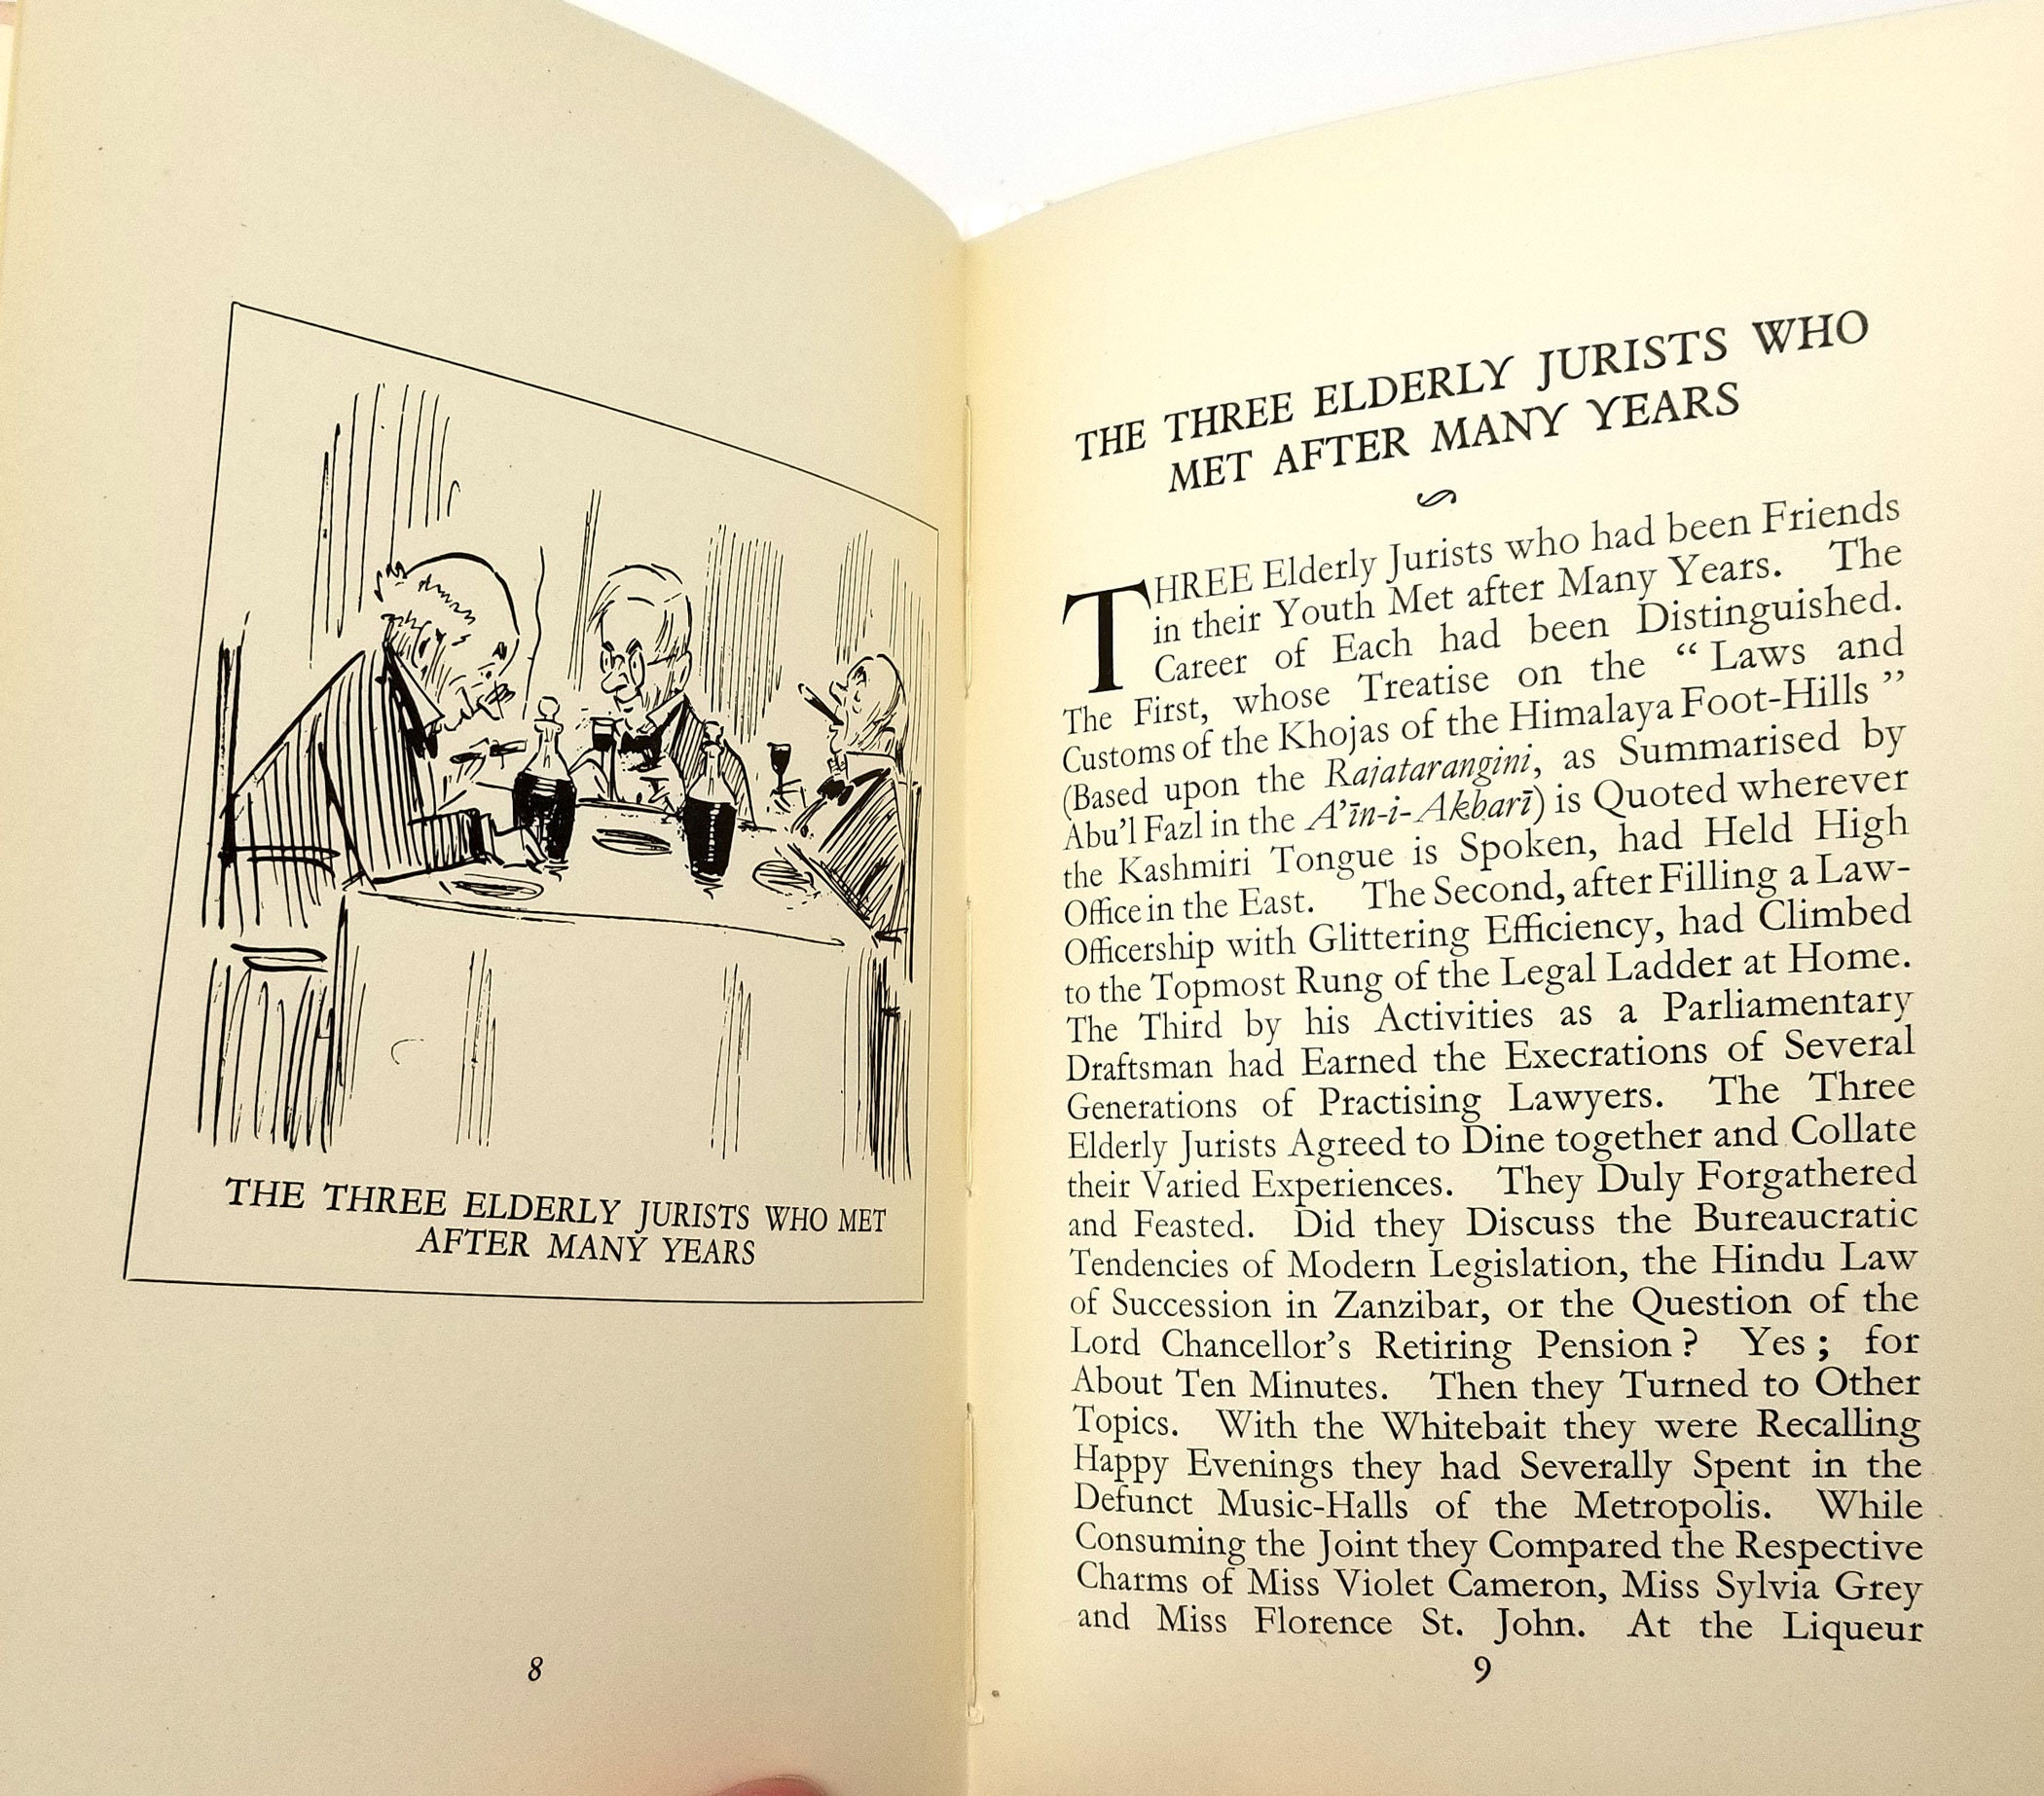 THE THREE ELDERLY JURISTS WHO MET
AFTER MANY YEARS
8
THE THREE ELDERLY JURISTS WHO
MET AFTER MANY YEARS
THREE Elderly Jurists who had been Friends
in their Youth Met after Many Years. The
Career of Each had been Distinguished.
The First, whose Treatise on the “Laws and
Customs of the Khojas of the Himalaya Foot-Hills”
(Based upon the Rajatarangini, as Summarised by
Abu'l Fazl in the A'īn-i-Akbarī) is Quoted wherever
the Kashmiri Tongue is Spoken, had Held High
Office in the East. The Second, after Filling a Law-
Officership with Glittering Efficiency, had Climbed
to the Topmost Rung of the Legal Ladder at Home.
The Third by his Activities as a Parliamentary
Draftsman had Earned the Execrations of Several
Generations of Practising Lawyers. The Three
Elderly Jurists Agreed to Dine together and Collate
their Varied Experiences. They Duly Forgathered
and Feasted. Did they Discuss the Bureaucratic
Tendencies of Modern Legislation, the Hindu Law
of Succession in Zanzibar, or the Question of the
Lord Chancellor's Retiring Pension? Yes; for
About Ten Minutes. Then they Turned to Other
Topics. With the Whitebait they were Recalling
Happy Evenings they had Severally Spent in the
Defunct Music-Halls of the Metropolis. While
Consuming the Joint they Compared the Respective
Charms of Miss Violet Cameron, Miss Sylvia Grey
and Miss Florence St. John. At the Liqueur
9